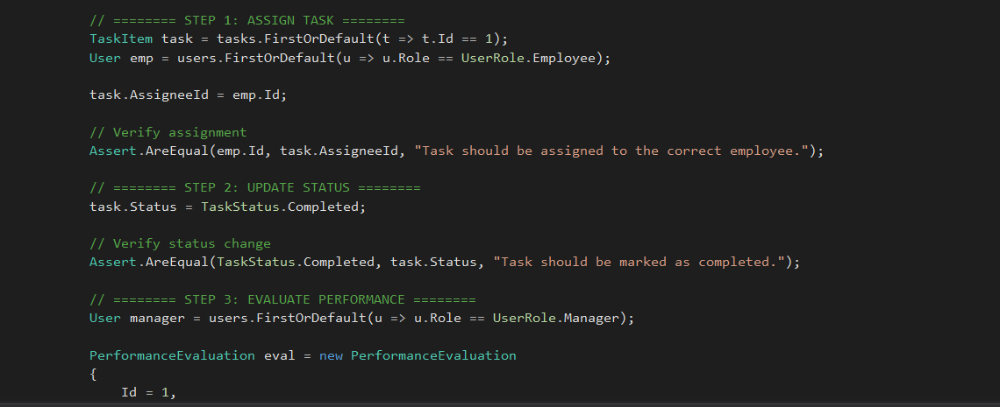 // ======== STEP 1: ASSIGN TASK ========
TaskItem task = tasks.FirstOrDefault(t => t.Id == 1);
User emp = users.FirstOrDefault(u => u.Role == UserRole.Employee);
task.AssigneeId = emp.Id;
// Verify assignment
Assert.AreEqual(emp.Id, task.AssigneeId, "Task should be assigned to the correct employee.");
// ======== STEP 2: UPDATE STATUS ========
task.Status = TaskStatus.Completed;
// Verify status change
Assert.AreEqual(TaskStatus.Completed, task.Status, "Task should be marked as completed.");
// ======== STEP 3: EVALUATE PERFORMANCE ========
User manager = users.FirstOrDefault(u => u.Role == UserRole.Manager);
PerformanceEvaluation eval = new PerformanceEvaluation
{
Id = 1,